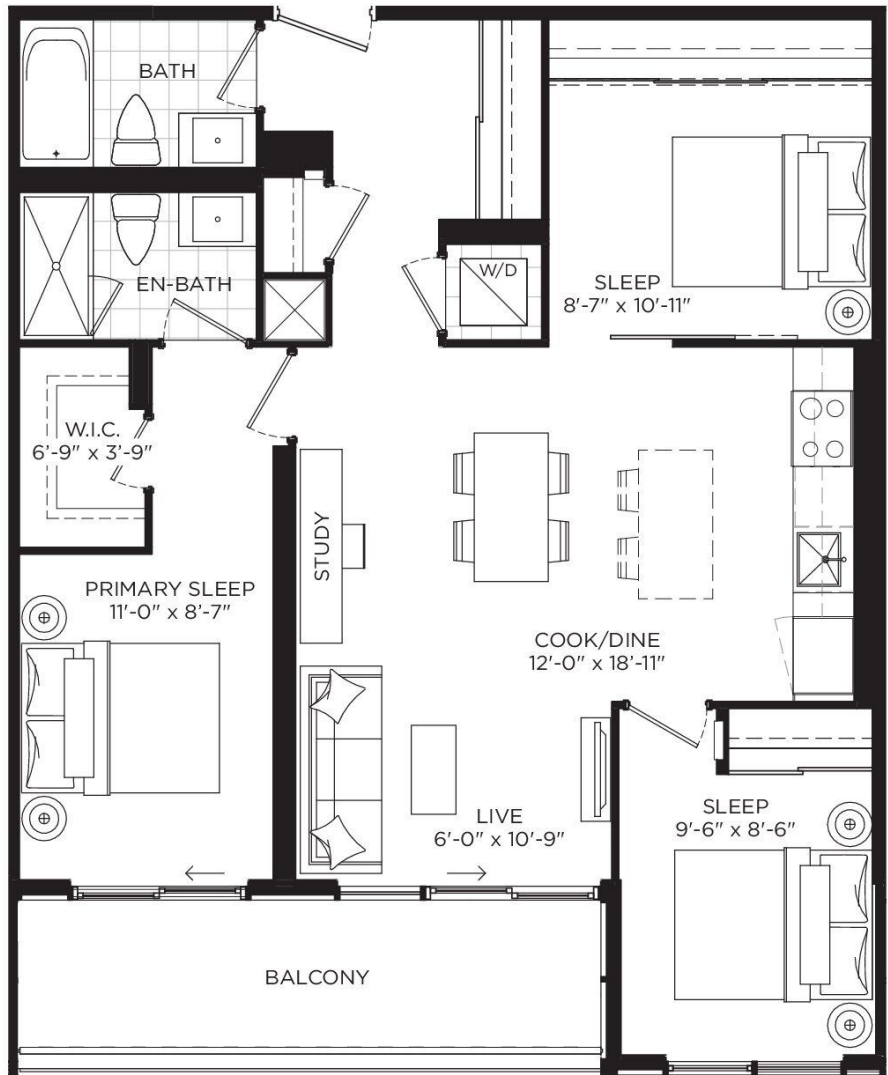 BATH
EN-BATH
W/D
SLEEP
8'-7" x 10'-11"
W.I.C.
6'-9" x 3'-9"
STUDY
PRIMARY SLEEP
11'-0" x 8'-7"
COOK/DINE
12'-0" x 18'-11"
LIVE
6'-0" x 10'-9"
SLEEP
9'-6" x 8'-6"
BALCONY